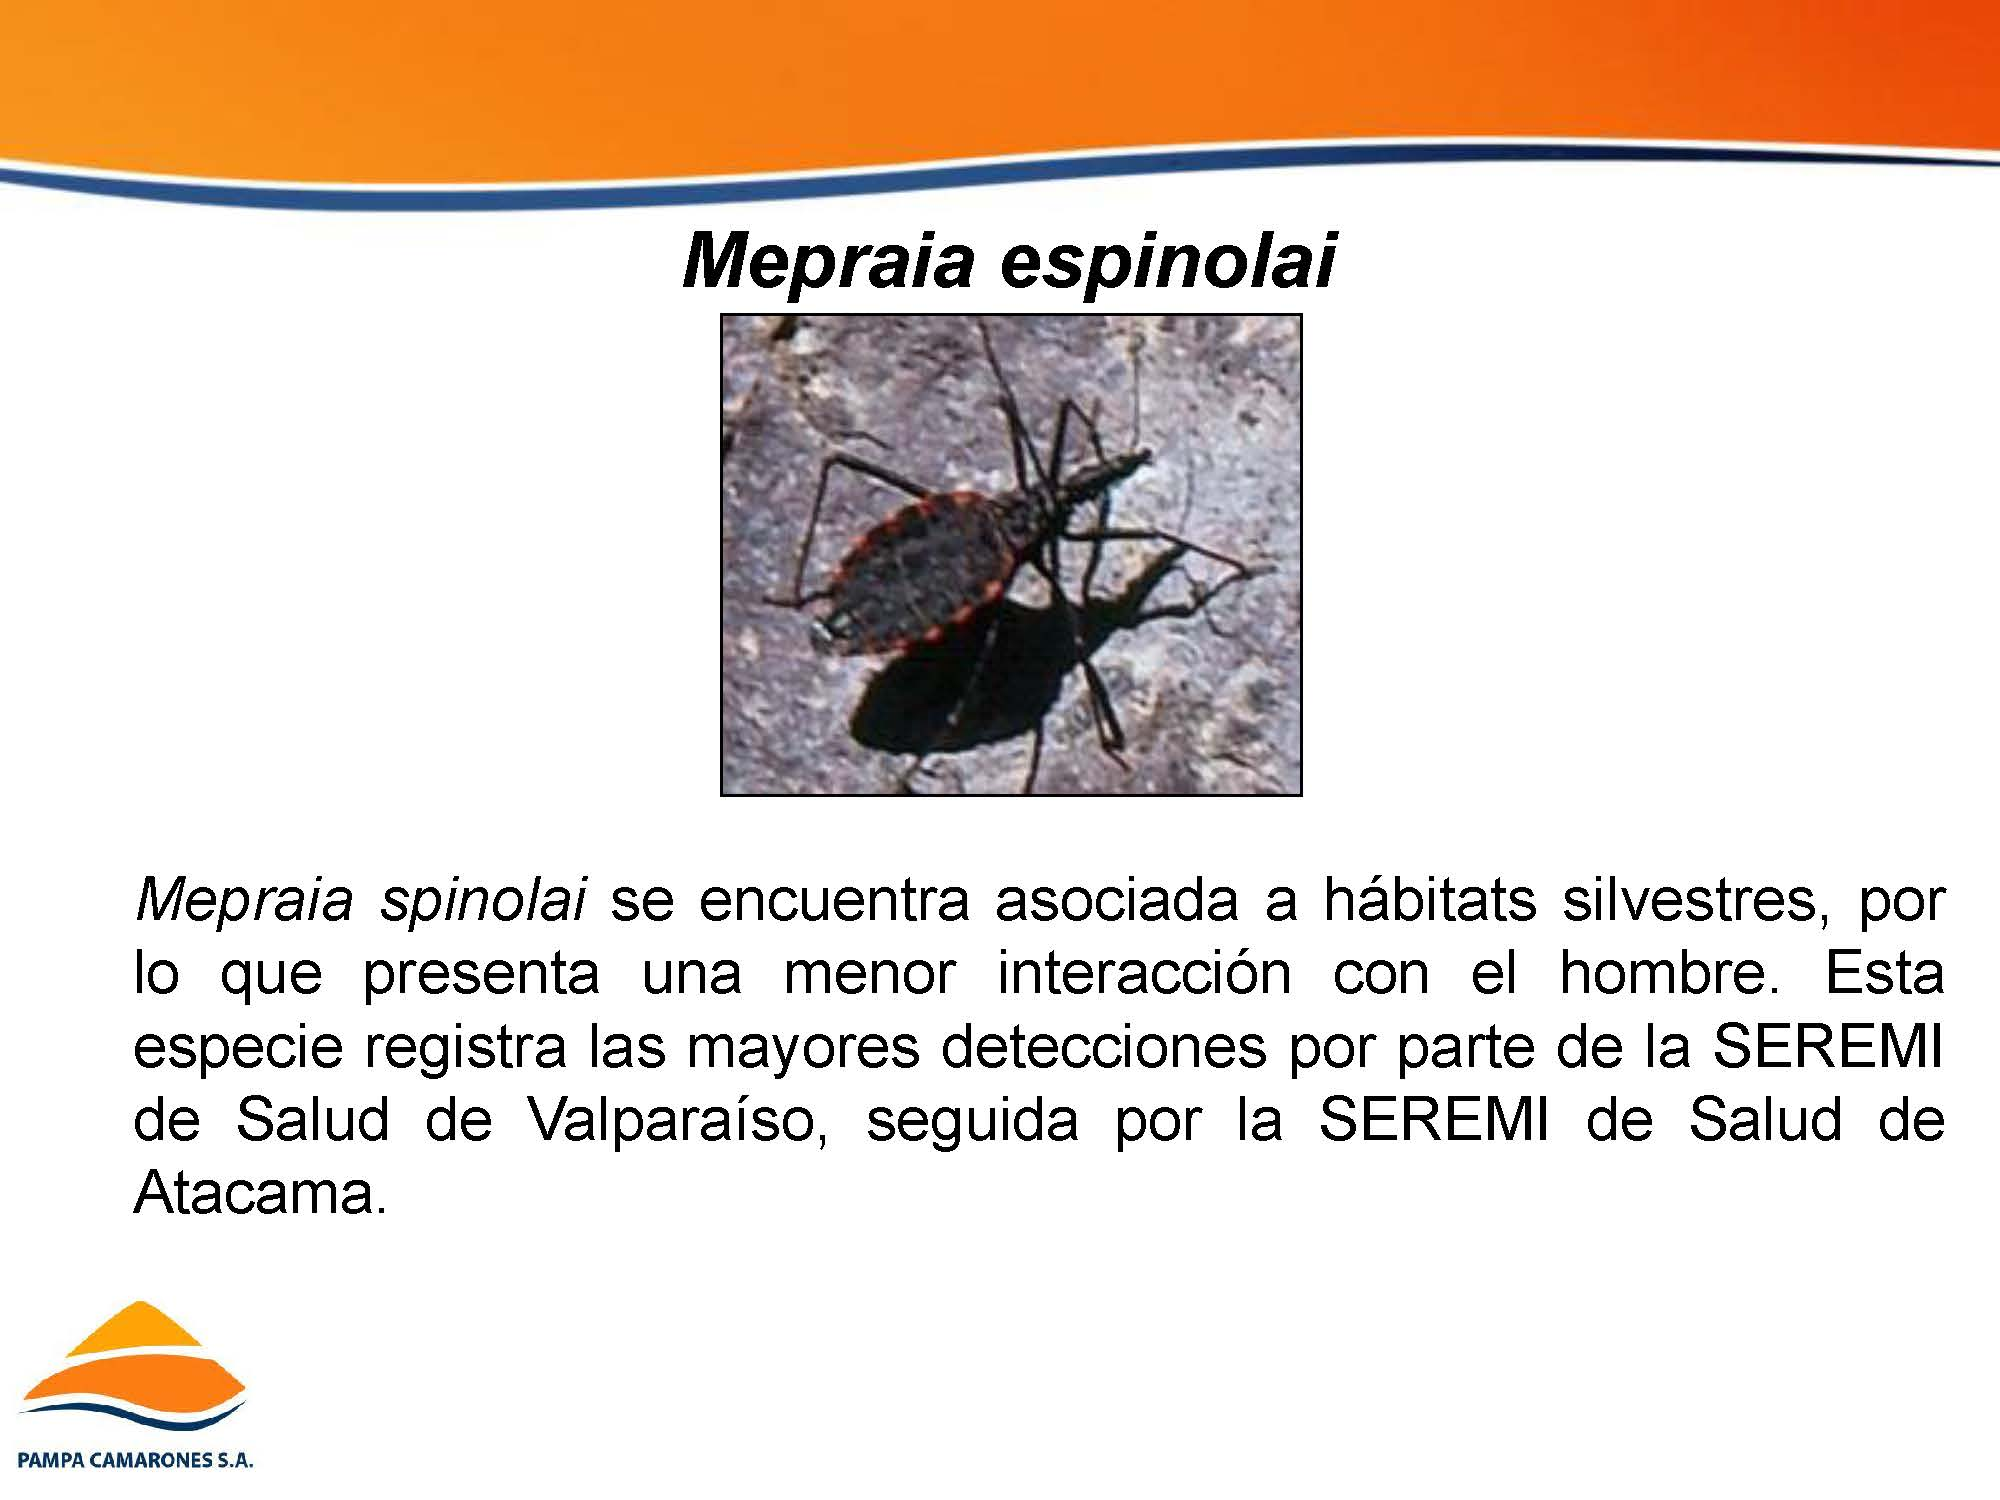 Mepraia espinolai
Mepraia spinolai se encuentra asociada a hábitats silvestres, por
lo que presenta una menor interacción con el hombre. Esta
especie registra las mayores detecciones por parte de la SEREMI
de Salud de Valparaíso, seguida por la SEREMI de Salud de
Atacama.
PAMPA CAMARONES S.A.